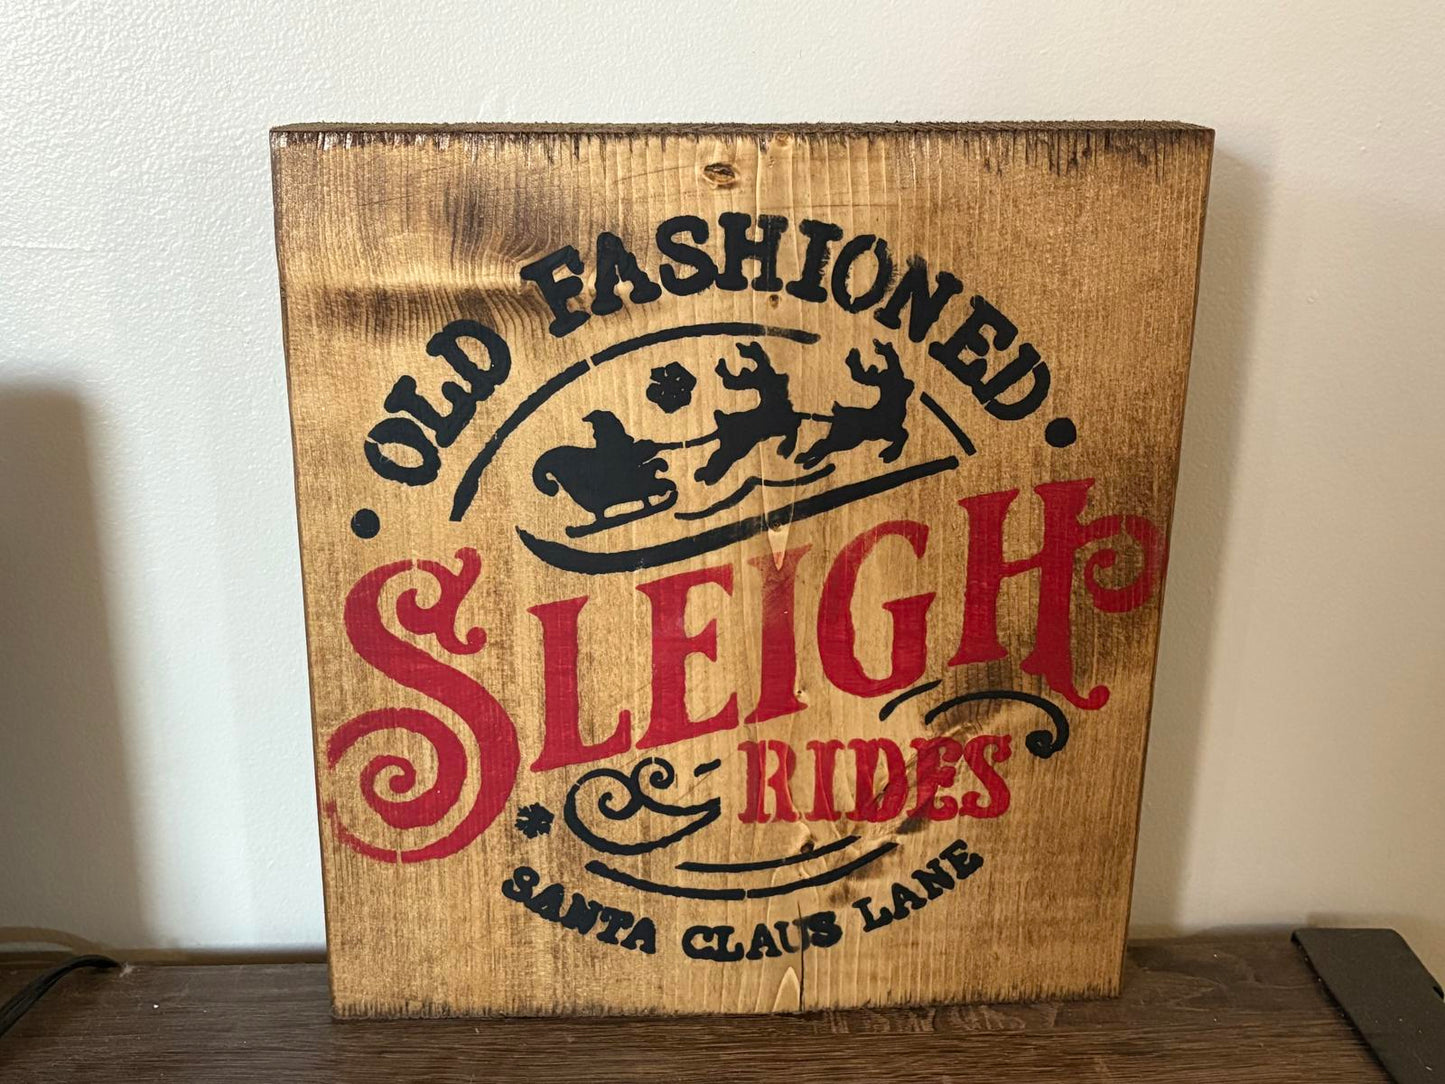 OLD FASHIONED
SLEIGH
RIDES
SANTA CLAUS LANE